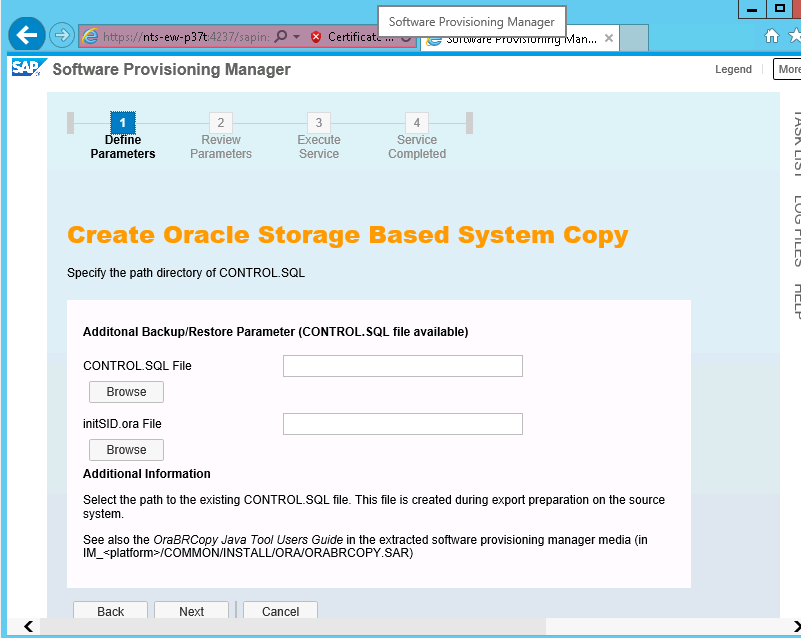 Software Provisioning Manager
https://nts-ew-p37t:4237/sapin:
Certificate ...
Software Provisioning Man...
SAP Software Provisioning Manager
Legend
More
1
2
3
4
Define Parameters
Review Parameters
Execute Service
Service Completed
TASK LIST
LOG FILES
HELP
Create Oracle Storage Based System Copy
Specify the path directory of CONTROL.SQL
Additonal Backup/Restore Parameter (CONTROL.SQL file available)
CONTROL.SQL File
Browse
initSID.ora File
Browse
Additional Information
Select the path to the existing CONTROL.SQL file. This file is created during export preparation on the source
system.
See also the OraBRCopy Java Tool Users Guide in the extracted software provisioning manager media (in
IM_<platform>/COMMON/INSTALL/ORA/ORABRCOPY.SAR)
Back
Next
Cancel